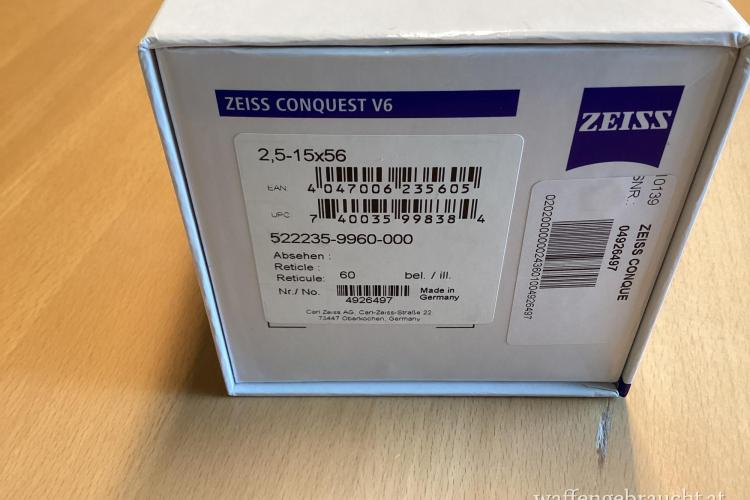 ZEISS CONQUEST V6
ZEISS
2,5-15x56
EAN
4 047006 235605
UPC
7 40035 99838 4
522235-9960-000
Absehen :
Reticle :
Reticule: 60 bel. / ill.
Nr./ No. 4926497 Made in
Germany
Carl Zeiss AG, Carl-Zeiss-Straße 22
73447 Oberkochen, Germany
10139
SNR.:
ZEISS CONQUE
04926497
waffengebraucht.at